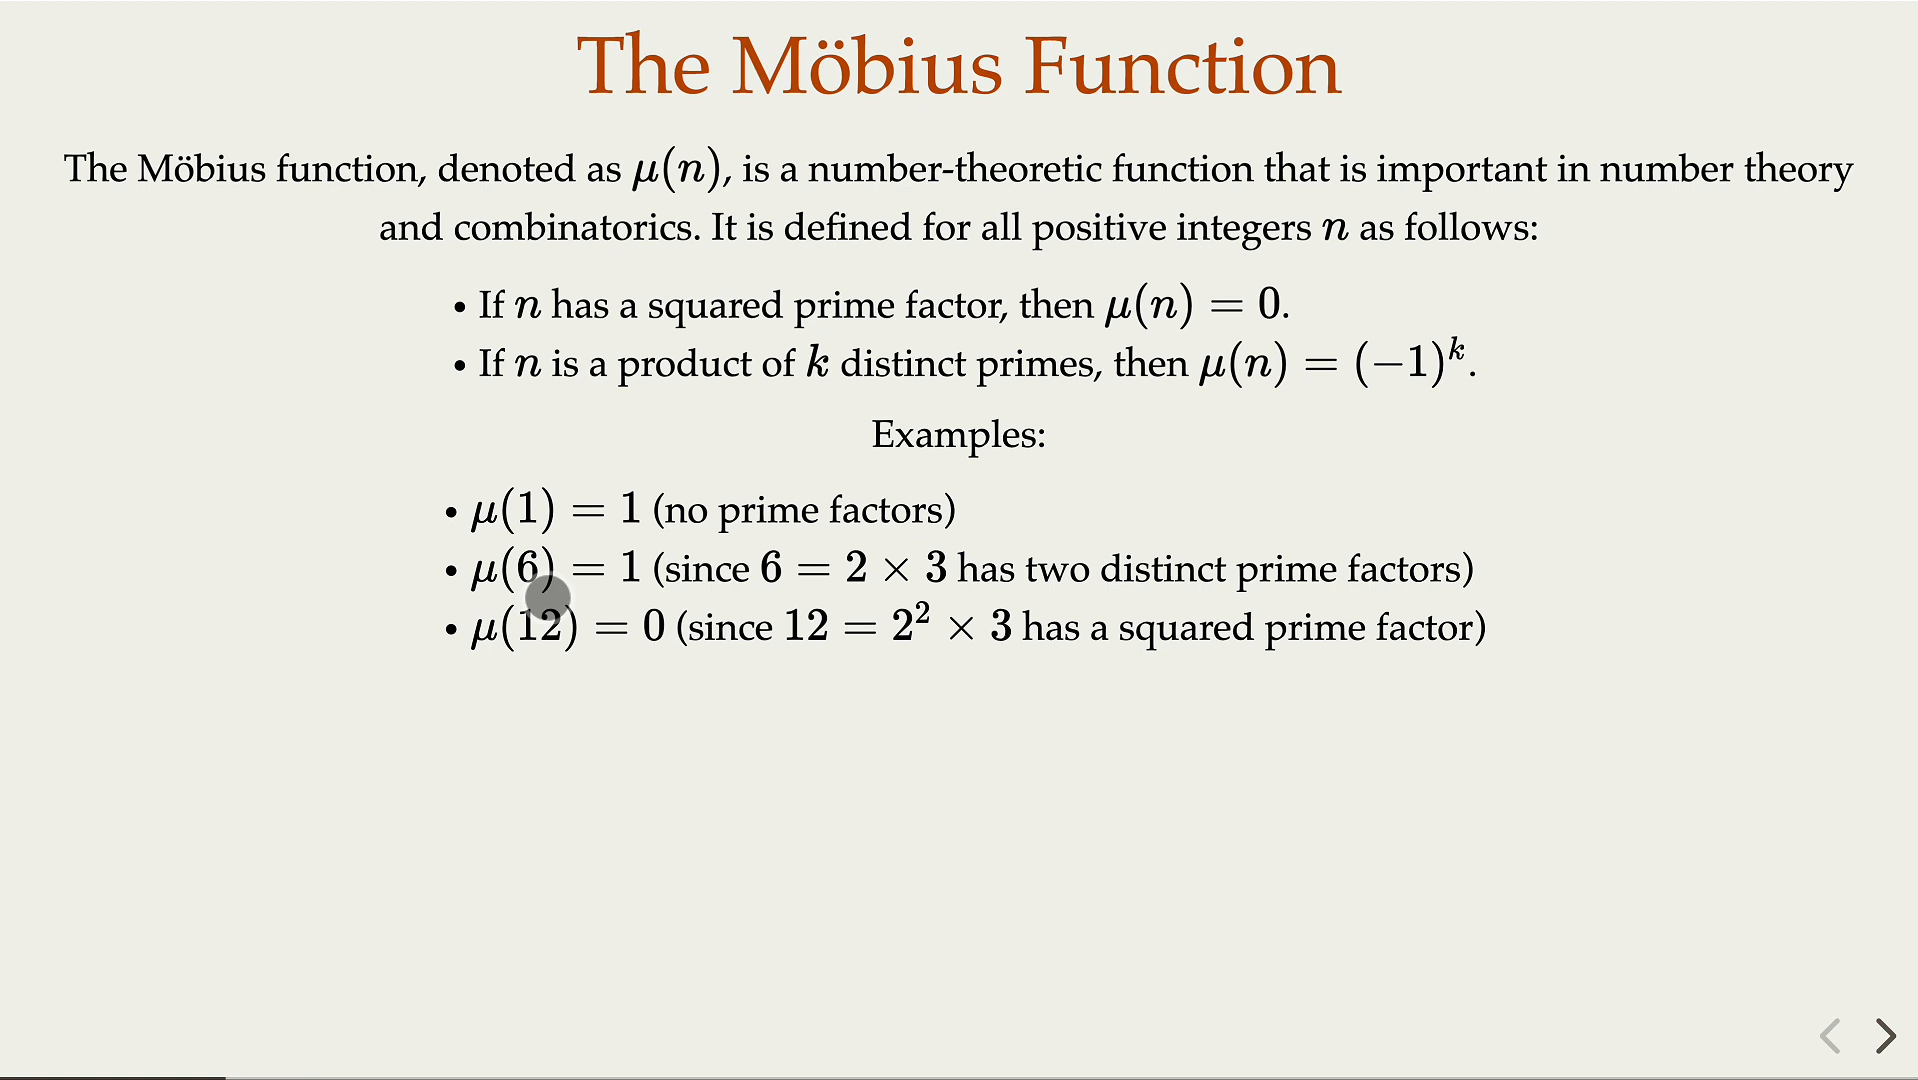 The Möbius Function
The Möbius function, denoted as μ(n), is a number-theoretic function that is important in number theory
and combinatorics. It is defined for all positive integers n as follows:
• If n has a squared prime factor, then μ(n) = 0.
• If n is a product of k distinct primes, then μ(n) = (−1)^k.
Examples:
• μ(1) = 1 (no prime factors)
• μ(6) = 1 (since 6 = 2 × 3 has two distinct prime factors)
• μ(12) = 0 (since 12 = 2² × 3 has a squared prime factor)